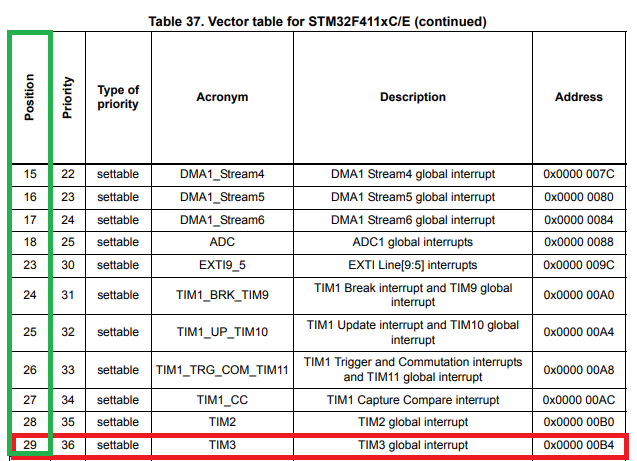 Table 37. Vector table for STM32F411xC/E (continued)
Position Priority Type of priority Acronym Description Address
15 22 settable DMA1_Stream4 DMA1 Stream4 global interrupt 0x0000 007C
16 23 settable DMA1_Stream5 DMA1 Stream5 global interrupt 0x0000 0080
17 24 settable DMA1_Stream6 DMA1 Stream6 global interrupt 0x0000 0084
18 25 settable ADC ADC1 global interrupts 0x0000 0088
23 30 settable EXTI9_5 EXTI Line[9:5] interrupts 0x0000 009C
24 31 settable TIM1_BRK_TIM9 TIM1 Break interrupt and TIM9 global interrupt 0x0000 00A0
25 32 settable TIM1_UP_TIM10 TIM1 Update interrupt and TIM10 global interrupt 0x0000 00A4
26 33 settable TIM1_TRG_COM_TIM11 TIM1 Trigger and Commutation interrupts and TIM11 global interrupt 0x0000 00A8
27 34 settable TIM1_CC TIM1 Capture Compare interrupt 0x0000 00AC
28 35 settable TIM2 TIM2 global interrupt 0x0000 00B0
29 36 settable TIM3 TIM3 global interrupt 0x0000 00B4